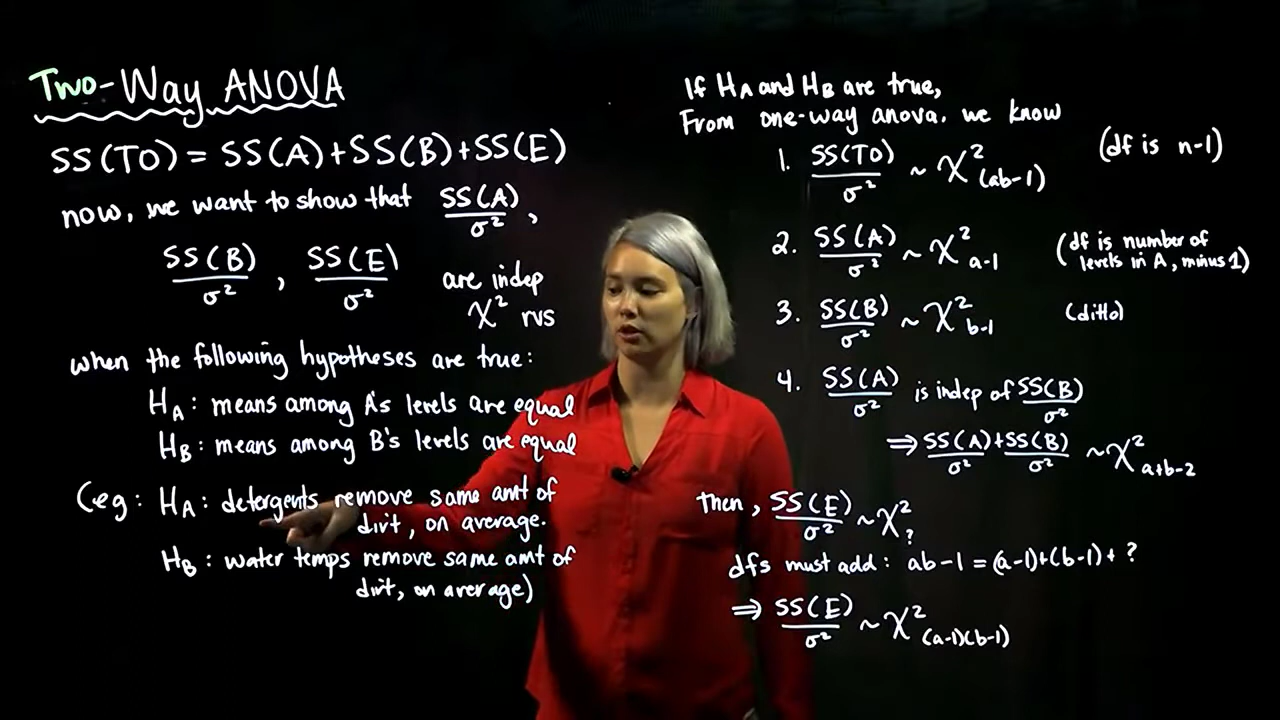 Two-Way ANOVA
SS(TO) = SS(A)+SS(B)+SS(E)
now, we want to show that SS(A)/σ²,
SS(B)/σ², SS(E)/σ² are indep
χ² rvs
when the following hypotheses are true:
H_A: means among A's levels are equal
H_B: means among B's levels are equal
(eg: H_A: detergents remove same amt of
dirt, on average.
H_B: water temps remove same amt of
dirt, on average)
If H_A and H_B are true,
From one-way anova. we know
1. SS(TO)/σ² ~ χ²_(ab-1) (df is n-1)
2. SS(A)/σ² ~ χ²_a-1 (df is number of
levels in A, minus 1)
3. SS(B)/σ² ~ χ²_b-1 (ditto)
4. SS(A)/σ² is indep of SS(B)/σ²
⇒ SS(A)/σ² + SS(B)/σ² ~ χ²_a+b-2
Then, SS(E)/σ² ~ χ²_?
dfs must add: ab-1 = (a-1)+(b-1)+ ?
⇒ SS(E)/σ² ~ χ²_(a-1)(b-1)